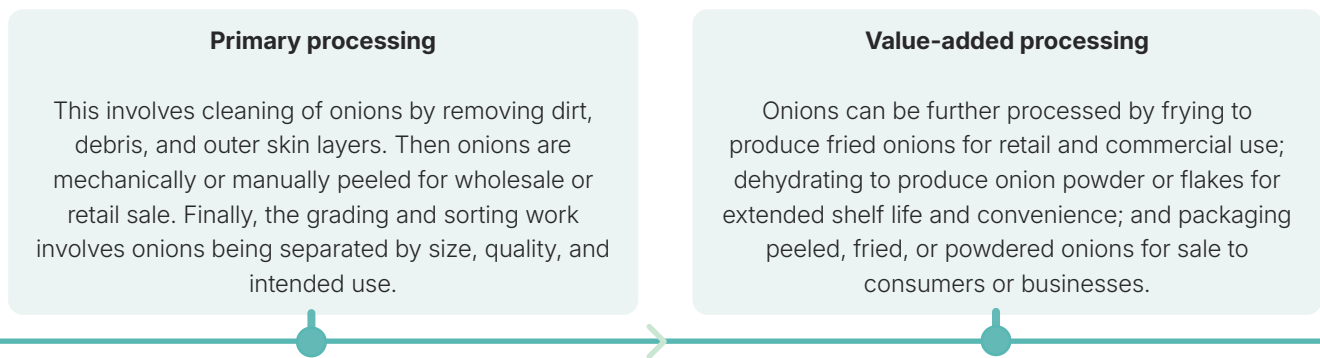 Primary processing
This involves cleaning of onions by removing dirt,
debris, and outer skin layers. Then onions are
mechanically or manually peeled for wholesale or
retail sale. Finally, the grading and sorting work
involves onions being separated by size, quality, and
intended use.
Value-added processing
Onions can be further processed by frying to
produce fried onions for retail and commercial use;
dehydrating to produce onion powder or flakes for
extended shelf life and convenience; and packaging
peeled, fried, or powdered onions for sale to
consumers or businesses.